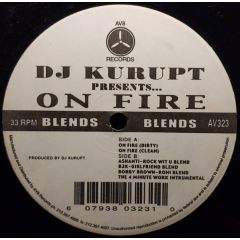 AV8
RECORDS
DJ KURUPT
PRESENTS...
ON FIRE
33 RPM BLENDS BLENDS AV323
PRODUCED BY DJ KURUPT
SIDE A:
ON FIRE (DIRTY)
ON FIRE (CLEAN)
SIDE B:
ASHANTI-ROCK WIT U BLEND
B2K-GIRLFRIEND BLEND
BOBBY BROWN-RONI BLEND
THE 4 MINUTE WORK INTRUMENTAL
6 07938 03231 0